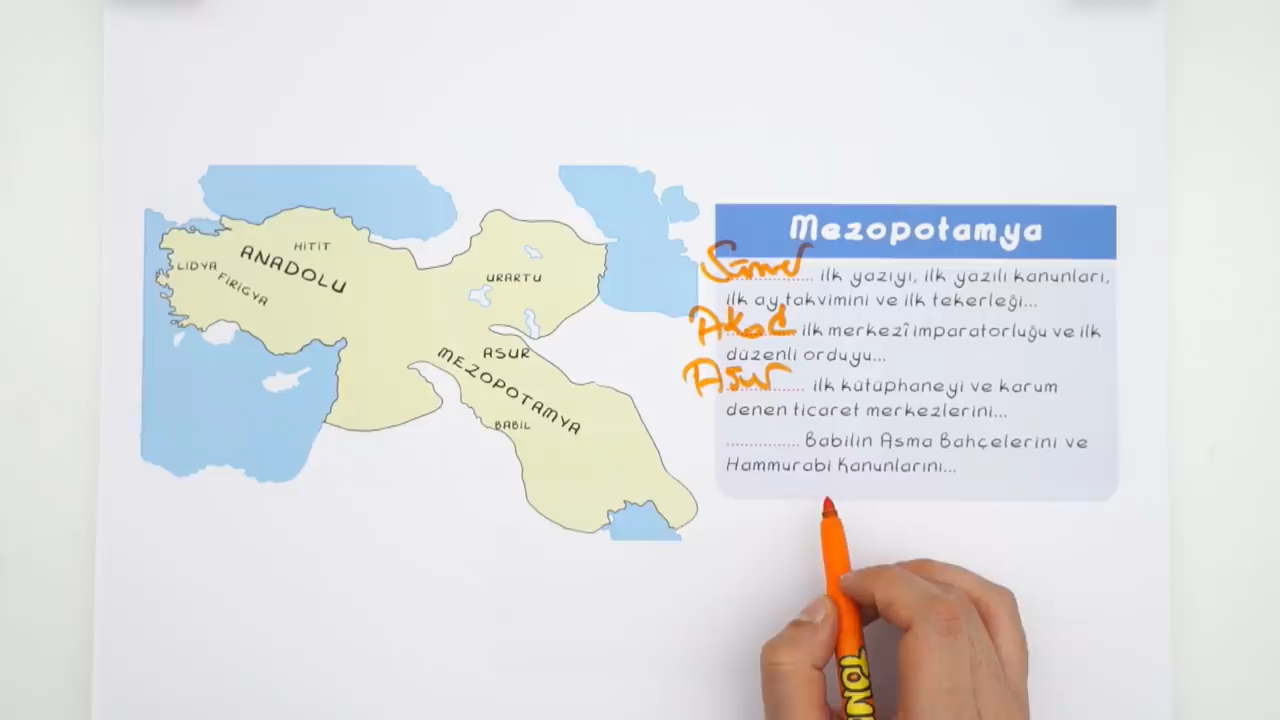 HİTİT
ANADOLU
LIDYA
FIRIGYA
URARTU
ASUR
MEZOPOTAMYA
BABIL
Mezopotamya
Sümer ............... ilk yazıyı, ilk yazılı kanunları,
ilk ay takvimini ve ilk tekerleği...
Akad ............... ilk merkezî imparatorluğu ve ilk
düzenli orduyu...
Asur ............... ilk kütüphaneyi ve karum
denen ticaret merkezlerini...
............... Babilin Asma Bahçelerini ve
Hammurabi Kanunlarını...